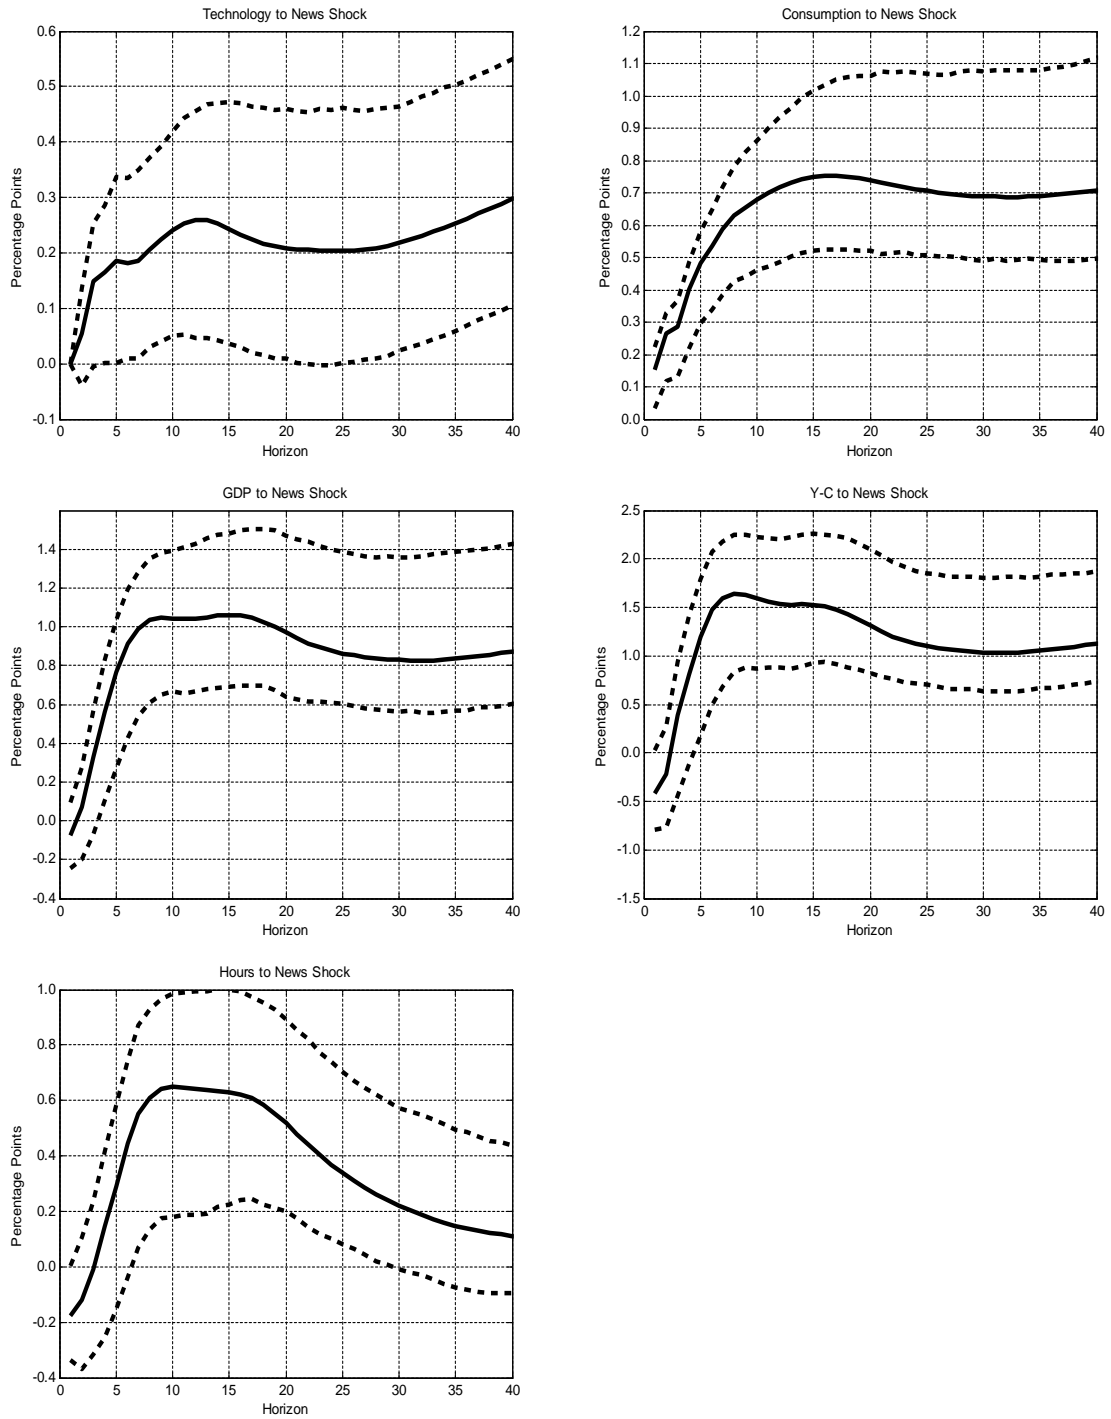 Technology to News Shock
0.6
0.5
0.4
0.3
0.2
0.1
0.0
-0.1
0 5 10 15 20 25 30 35 40
Percentage Points
Horizon
Consumption to News Shock
1.2
1.1
1.0
0.9
0.8
0.7
0.6
0.5
0.4
0.3
0.2
0.1
0.0
0 5 10 15 20 25 30 35 40
Percentage Points
Horizon
GDP to News Shock
1.4
1.2
1.0
0.8
0.6
0.4
0.2
0.0
-0.2
-0.4
0 5 10 15 20 25 30 35 40
Percentage Points
Horizon
Y-C to News Shock
2.5
2.0
1.5
1.0
0.5
0.0
-0.5
-1.0
-1.5
0 5 10 15 20 25 30 35 40
Percentage Points
Horizon
Hours to News Shock
1.0
0.8
0.6
0.4
0.2
0.0
-0.2
-0.4
0 5 10 15 20 25 30 35 40
Percentage Points
Horizon